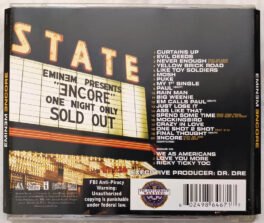 STATE
EMINEM PRESENTS
"ENCORE"
ONE NIGHT ONLY
SOLD OUT
CURTAINS UP
EVIL DEEDS
NEVER ENOUGH
YELLOW BRICK ROAD
LIKE TOY SOLDIERS
MOSH
PUKE
MY 1ST SINGLE
PAUL
RAIN MAN
BIG WEENIE
EM CALLS PAUL
JUST LOSE IT
ASS LIKE THAT
SPEND SOME TIME
MOCKINGBIRD
CRAZY IN LOVE
ONE SHOT 2 SHOT
FINAL THOUGHT
ENCORE
WE AS AMERICANS
LOVE YOU MORE
RICKY TICKY TOC
EXECUTIVE PRODUCER: DR. DRE
FBI Anti-Piracy
Warning:
Unauthorized
copying is punishable
under federal law.
EMINEM ENCORE
EMINEM ENCORE